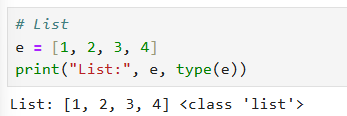 # List
e = [1, 2, 3, 4]
print("List:", e, type(e))
List: [1, 2, 3, 4] <class 'list'>